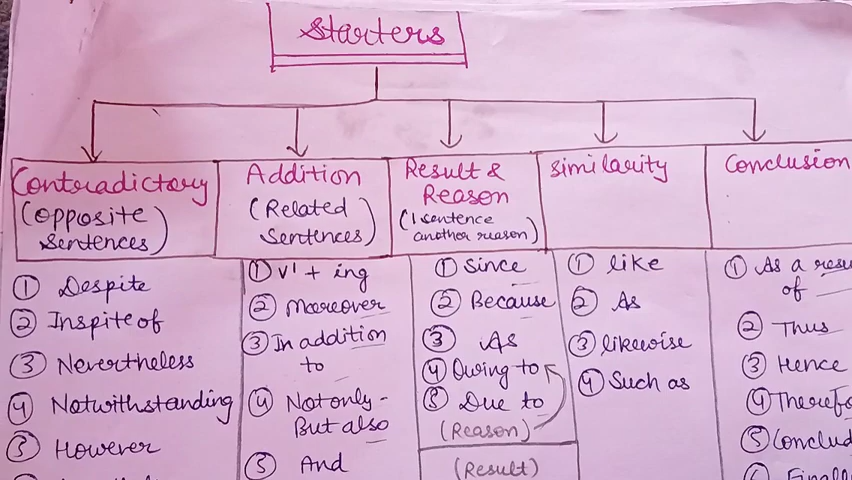 Starters
Contradictory
(Opposite
Sentences)
① Despite
② Inspite of
③ Nevertheless
④ Notwithstanding
⑤ However
Addition
(Related
Sentences)
① V¹ + ing
② Moreover
③ In addition
to
④ Not only -
But also
⑤ And
Result &
Reason
(1 sentence
another reason)
① Since
② Because
③ As
④ Owing to
⑤ Due to
(Reason)
(Result)
Similarity
① like
② As
③ likewise
④ Such as
Conclusion
① As a
of
② Thus
③ Hence
④
⑤
⑥